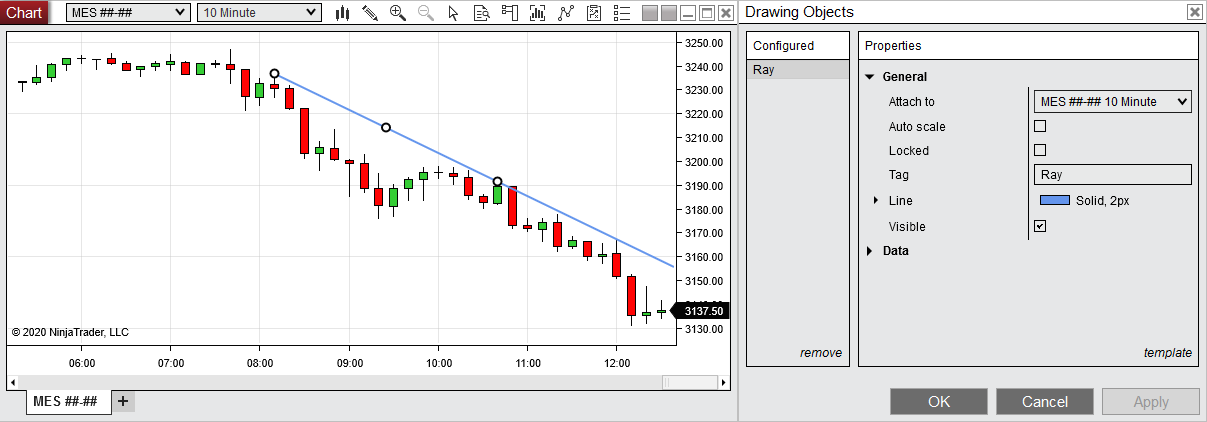 Chart MES ##-## 10 Minute
Drawing Objects
Configured
Ray
remove
Properties
General
Attach to MES ##-## 10 Minute
Auto scale
Locked
Tag Ray
Line Solid, 2px
Visible
Data
template
3250.00
3240.00
3230.00
3220.00
3210.00
3200.00
3190.00
3180.00
3170.00
3160.00
3150.00
3137.50
3130.00
© 2020 NinjaTrader, LLC
06:00 07:00 08:00 09:00 10:00 11:00 12:00
MES ##-## +
OK Cancel Apply